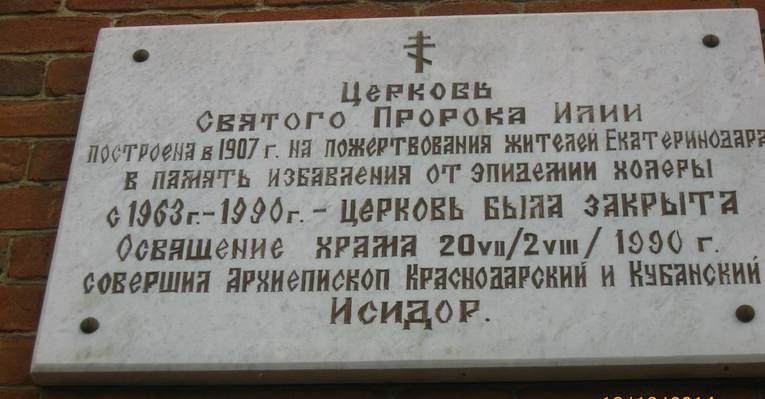 Церковь
Святого Пророка Илии
построена в 1907 г. на пожертвования жителей Екатеринодара
в память избавления от эпидемии холеры
с 1963г.-1990г. - церковь была закрыта
Освящение храма 20VII/2VIII/1990 г.
совершил Архиепископ Краснодарский и Кубанский
Исидор.